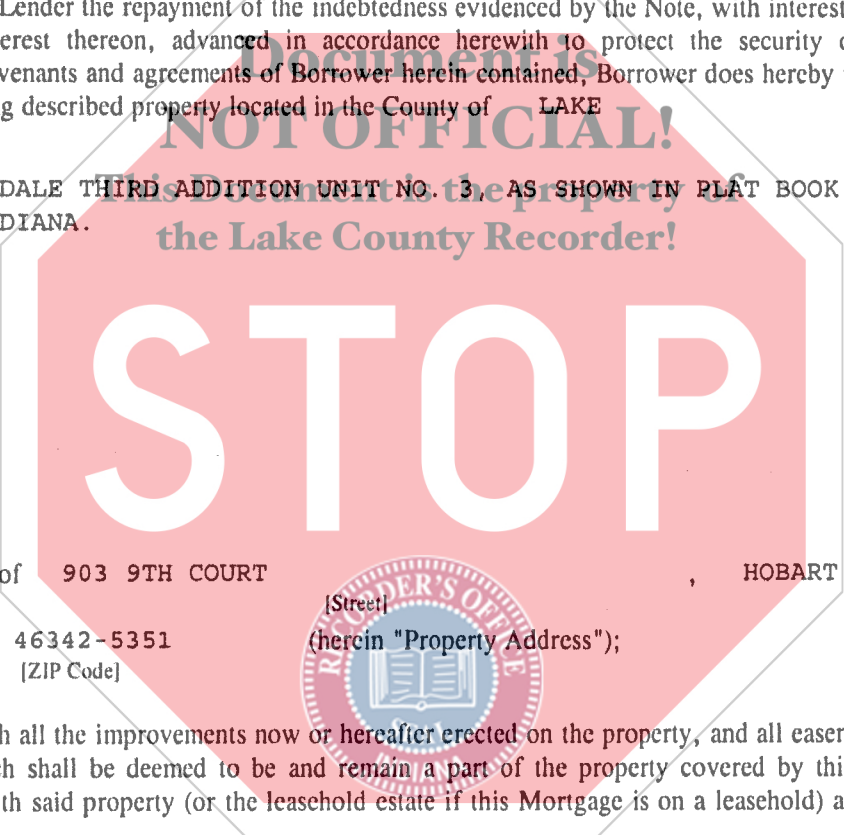 Lender the repayment of the indebtedness evidenced by the Note, with interest
erest thereon, advanced in accordance herewith to protect the security
Document is
venants and agreements of Borrower herein contained, Borrower does hereby
g described property located in the County of LAKE
NOT OFFICIAL!
DALE THIRD ADDITION UNIT NO. 3, AS SHOWN IN PLAT BOOK
This Document is the property of
DIANA.
the Lake County Recorder!
STOP
of 903 9TH COURT , HOBART
[Street]
46342-5351 (herein "Property Address");
[ZIP Code]
RECORDER'S OFFICE
SEAL
h all the improvements now or hereafter erected on the property, and all easer
ch shall be deemed to be and remain a part of the property covered by thi
th said property (or the leasehold estate if this Mortgage is on a leasehold) a